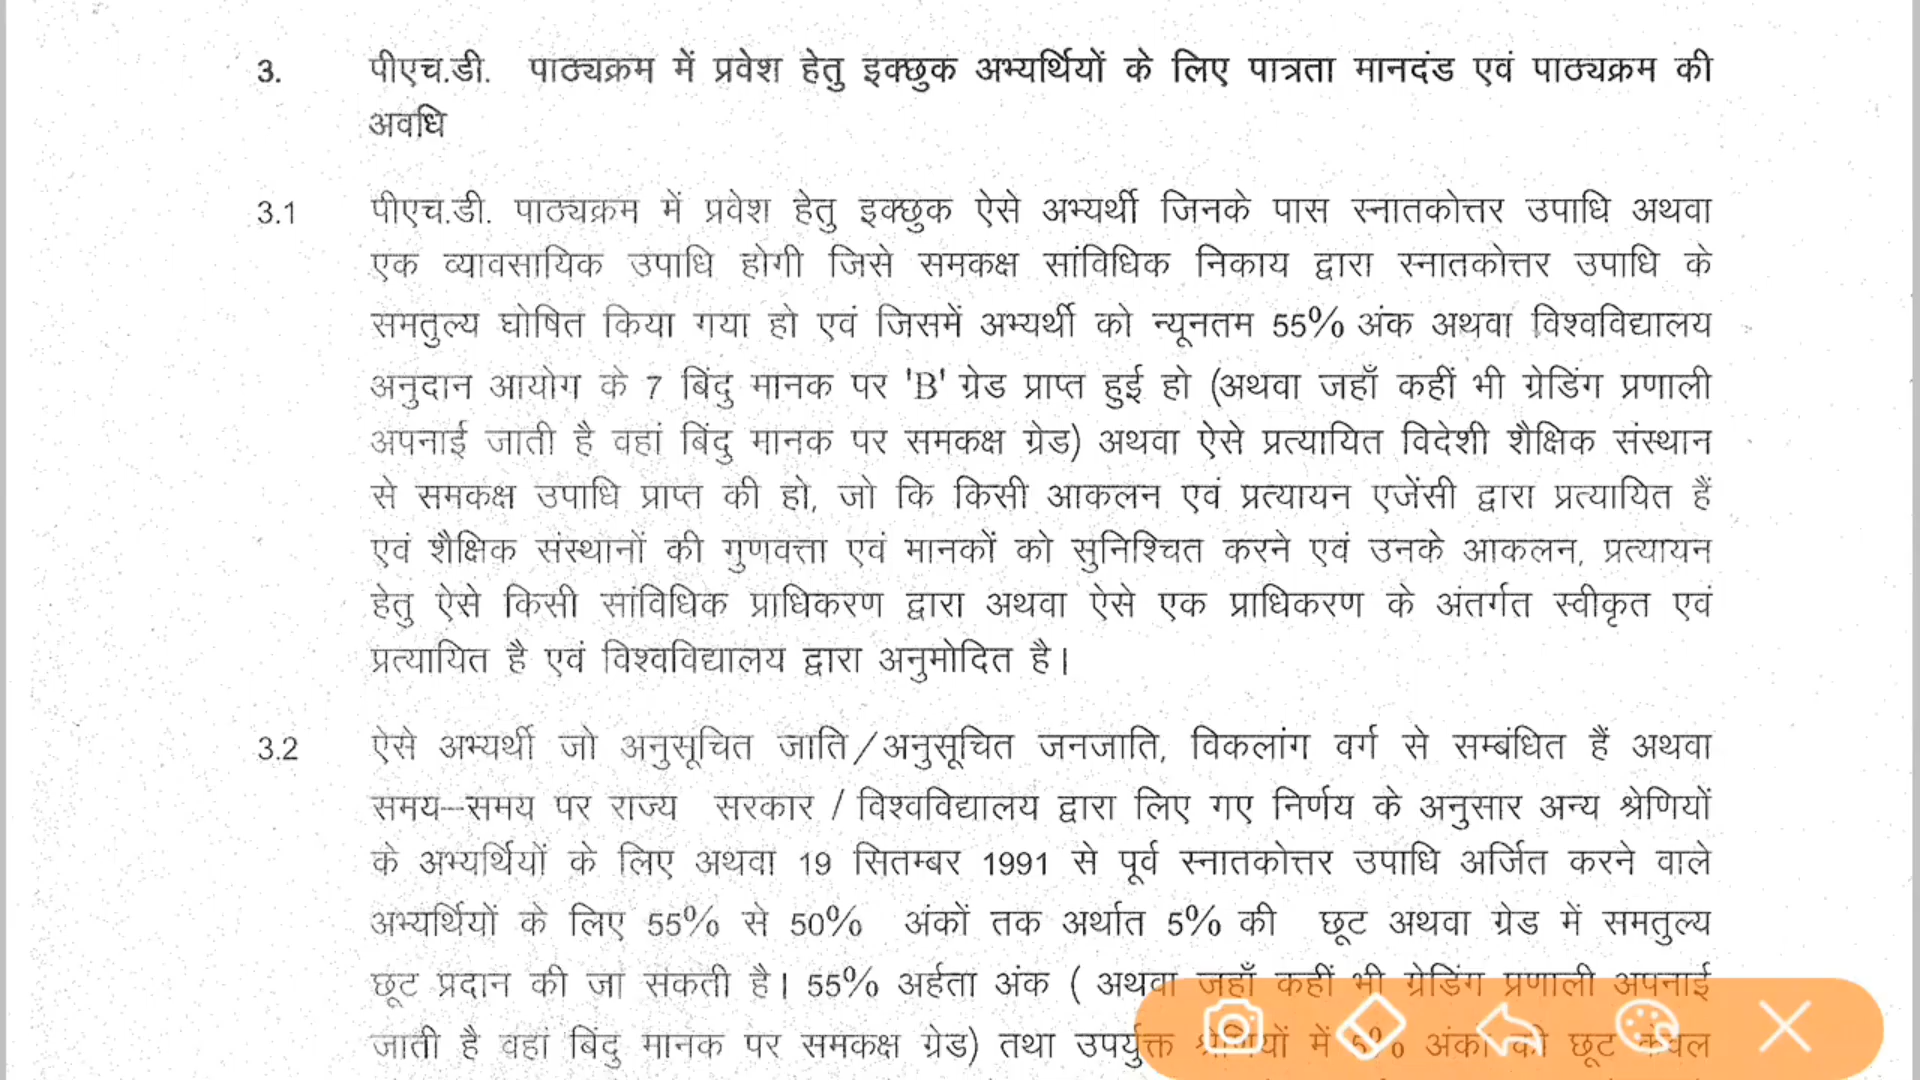 3. पीएच.डी. पाठ्यक्रम में प्रवेश हेतु इक्छुक अभ्यर्थियों के लिए पात्रता मानदंड एवं पाठ्यक्रम की
अवधि
3.1 पीएच.डी. पाठ्यक्रम में प्रवेश हेतु इक्छुक ऐसे अभ्यर्थी जिनके पास स्नातकोत्तर उपाधि अथवा
एक व्यावसायिक उपाधि होगी जिसे समकक्ष सांविधिक निकाय द्वारा स्नातकोत्तर उपाधि के
समतुल्य घोषित किया गया हो एवं जिसमें अभ्यर्थी को न्यूनतम 55% अंक अथवा विश्वविद्यालय
अनुदान आयोग के 7 बिंदु मानक पर 'B' ग्रेड प्राप्त हुई हो (अथवा जहाँ कहीं भी ग्रेडिंग प्रणाली
अपनाई जाती है वहां बिंदु मानक पर समकक्ष ग्रेड) अथवा ऐसे प्रत्यायित विदेशी शैक्षिक संस्थान
से समकक्ष उपाधि प्राप्त की हो, जो कि किसी आकलन एवं प्रत्यायन एजेंसी द्वारा प्रत्यायित हैं
एवं शैक्षिक संस्थानों की गुणवत्ता एवं मानकों को सुनिश्चित करने एवं उनके आकलन, प्रत्यायन
हेतु ऐसे किसी सांविधिक प्राधिकरण द्वारा अथवा ऐसे एक प्राधिकरण के अंतर्गत स्वीकृत एवं
प्रत्यायित है एवं विश्वविद्यालय द्वारा अनुमोदित है।
3.2 ऐसे अभ्यर्थी जो अनुसूचित जाति/अनुसूचित जनजाति, विकलांग वर्ग से सम्बंधित हैं अथवा
समय–समय पर राज्य सरकार / विश्वविद्यालय द्वारा लिए गए निर्णय के अनुसार अन्य श्रेणियों
के अभ्यर्थियों के लिए अथवा 19 सितम्बर 1991 से पूर्व स्नातकोत्तर उपाधि अर्जित करने वाले
अभ्यर्थियों के लिए 55% से 50% अंकों तक अर्थात 5% की छूट अथवा ग्रेड में समतुल्य
छूट प्रदान की जा सकती है। 55% अर्हता अंक ( अथवा जहाँ कहीं भी ग्रेडिंग प्रणाली अपनाई
जाती है वहां बिंदु मानक पर समकक्ष ग्रेड) तथा उपर्युक्त श्रेणियों में 5% अंकों की छूट केवल